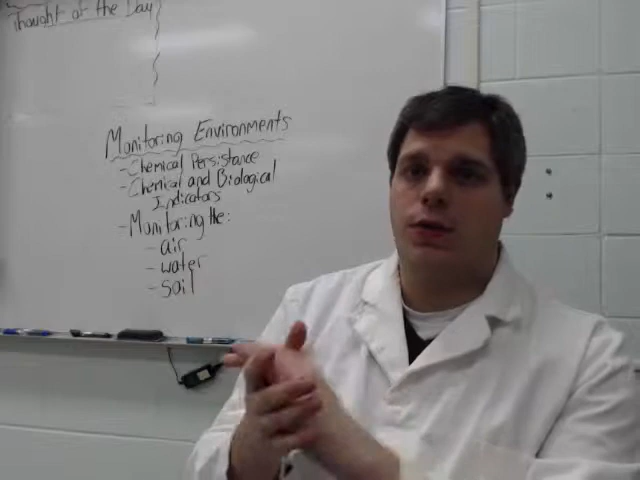 Thought of the Day
Monitoring Environments
- Chemical Persistance
- Chemical and Biological
Indicators
- Monitoring the:
- air
- water
- soil